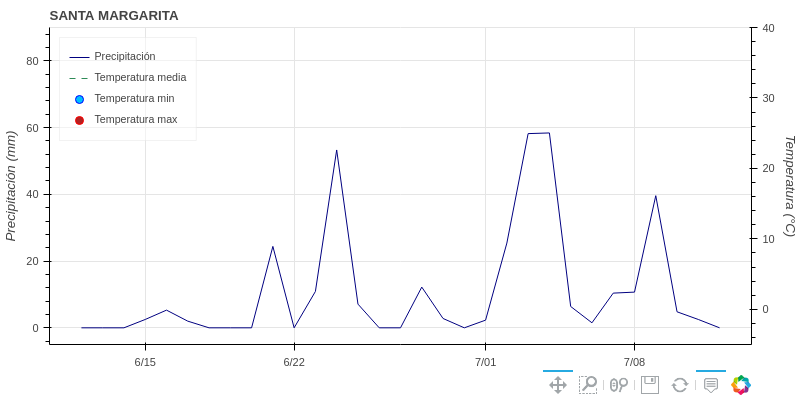 SANTA MARGARITA
Precipitación
Temperatura media
Temperatura min
Temperatura max
Precipitación (mm)
80
60
40
20
0
Temperatura (°C)
40
30
20
10
0
6/15
6/22
7/01
7/08